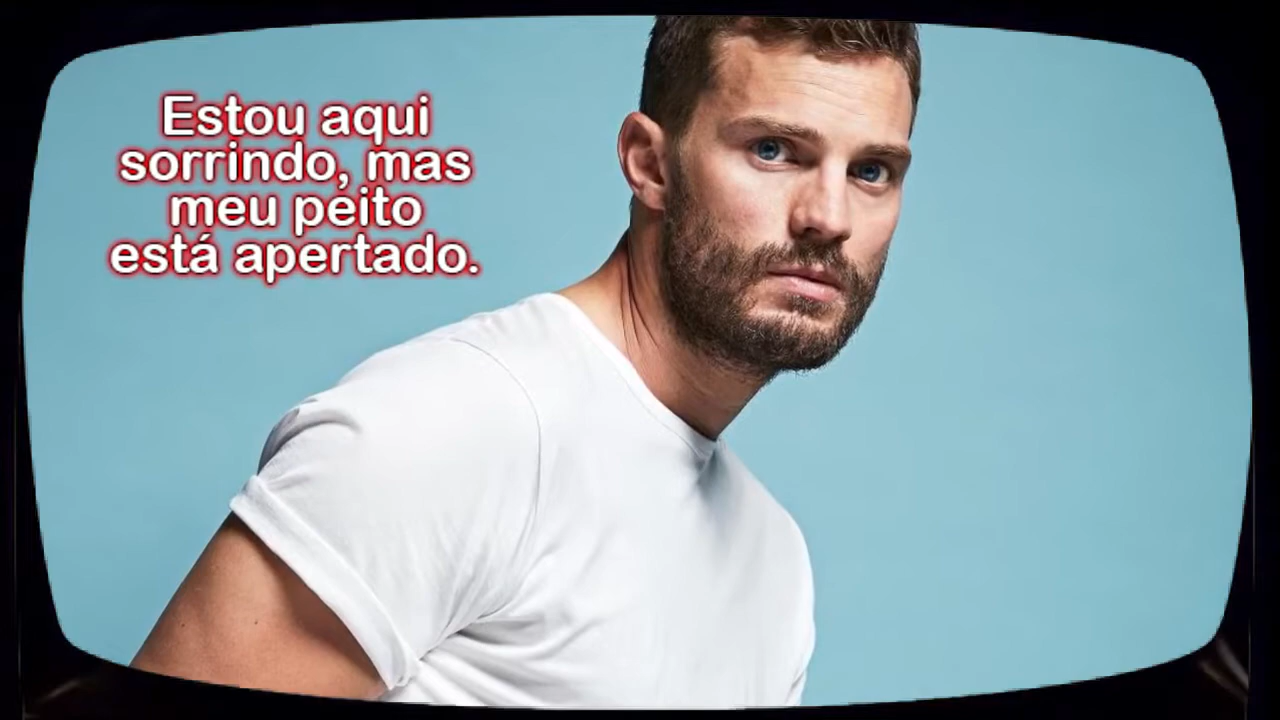 Estou aqui
sorrindo, mas
meu peito
está apertado.